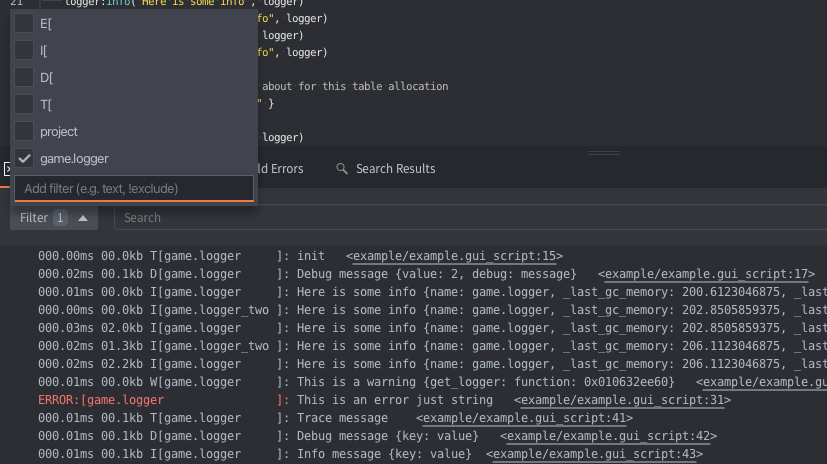 21 logger:info("Here is some info", logger)
E[
fo", logger)
logger)
I[
fo", logger)
D[
about for this table allocation
T[
" }
project
logger)
game.logger
ld Errors
Search Results
Add filter (e.g. text, !exclude)
Filter 1
Search
000.00ms 00.0kb T[game.logger ]: init <example/example.gui_script:15>
000.02ms 00.1kb D[game.logger ]: Debug message {value: 2, debug: message} <example/example.gui_script:17>
000.01ms 00.0kb I[game.logger ]: Here is some info {name: game.logger, _last_gc_memory: 200.6123046875, _last
000.00ms 00.0kb I[game.logger_two ]: Here is some info {name: game.logger, _last_gc_memory: 202.8505859375, _last
000.03ms 02.0kb I[game.logger ]: Here is some info {name: game.logger, _last_gc_memory: 202.8505859375, _last
000.02ms 01.3kb I[game.logger_two ]: Here is some info {name: game.logger, _last_gc_memory: 206.1123046875, _last
000.02ms 02.2kb I[game.logger ]: Here is some info {name: game.logger, _last_gc_memory: 206.1123046875, _last
000.01ms 00.0kb W[game.logger ]: This is a warning {get_logger: function: 0x010632ee60} <example/example.gu
ERROR:[game.logger ]: This is an error just string <example/example.gui_script:31>
000.01ms 00.1kb T[game.logger ]: Trace message <example/example.gui_script:41>
000.01ms 00.1kb D[game.logger ]: Debug message {key: value} <example/example.gui_script:42>
000.01ms 00.1kb I[game.logger ]: Info message {key: value} <example/example.gui_script:43>